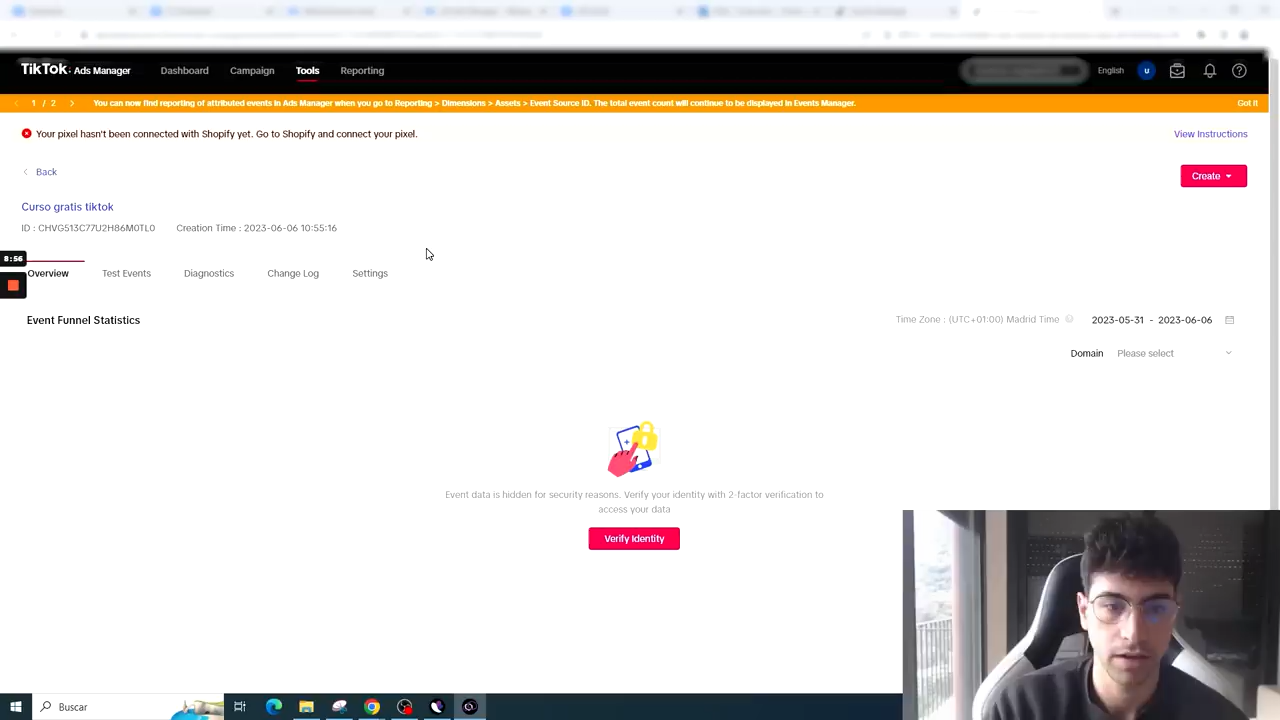 TikTok: Ads Manager
Dashboard
Campaign
Tools
Reporting
English
U
1 / 2
You can now find reporting of attributed events in Ads Manager when you go to Reporting > Dimensions > Assets > Event Source ID. The total event count will continue to be displayed in Events Manager.
Got it
Your pixel hasn't been connected with Shopify yet. Go to Shopify and connect your pixel.
View Instructions
Back
Create
Curso gratis tiktok
ID : CHVG513C77U2H86M0TL0
Creation Time : 2023-06-06 10:55:16
8:56
Overview
Test Events
Diagnostics
Change Log
Settings
Event Funnel Statistics
Time Zone : (UTC+01:00) Madrid Time
2023-05-31 - 2023-06-06
Domain
Please select
Event data is hidden for security reasons. Verify your identity with 2-factor verification to
access your data
Verify Identity
Buscar